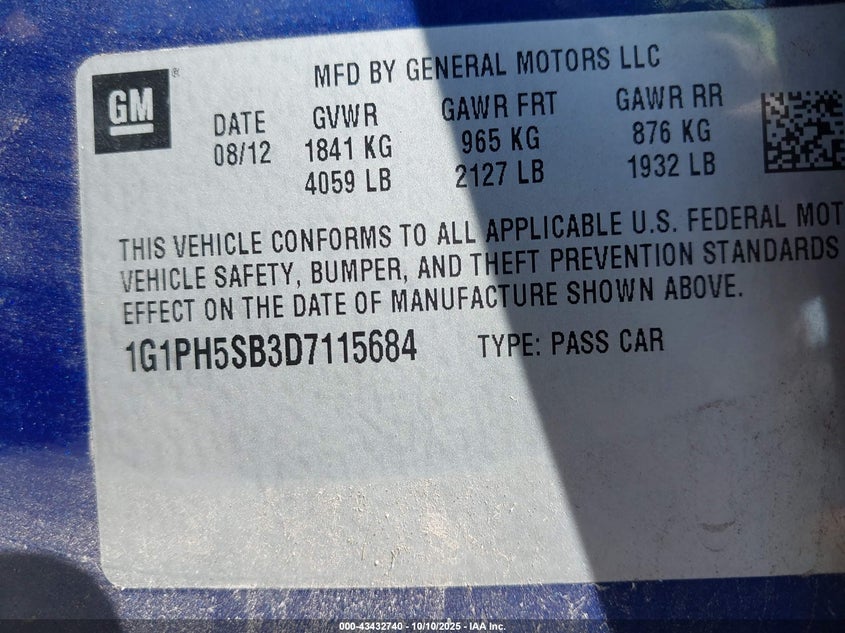 MFD BY GENERAL MOTORS LLC
GM ®
DATE GVWR GAWR FRT GAWR RR
08/12 1841 KG 965 KG 876 KG
4059 LB 2127 LB 1932 LB
THIS VEHICLE CONFORMS TO ALL APPLICABLE U.S. FEDERAL MOT
VEHICLE SAFETY, BUMPER, AND THEFT PREVENTION STANDARDS
EFFECT ON THE DATE OF MANUFACTURE SHOWN ABOVE.
1G1PH5SB3D7115684 TYPE: PASS CAR
000-43432740 - 10/10/2025 - IAA Inc.